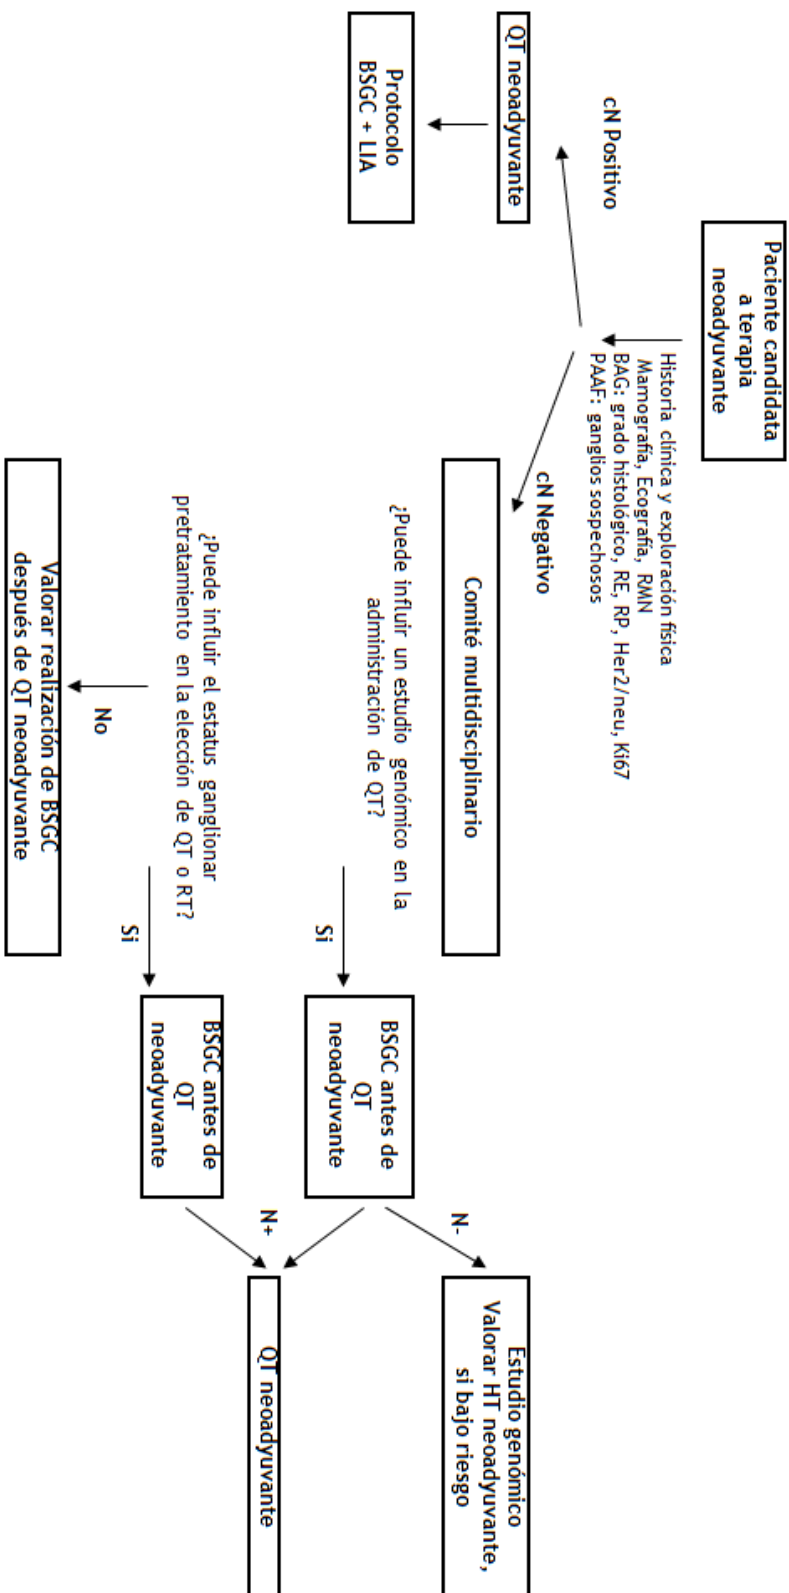 Paciente candidata
a terapia
neoadyuvante
Historia clínica y exploración física
Mamografía, Ecografía, RMN
BAG: grado histológico, RE, RP, Her2/neu, Ki67
PAAF: ganglios sospechosos
cN Positivo
cN Negativo
QT neoadyuvante
Protocolo
BSGC + LIA
Comité multidisciplinario
¿Puede influir un estudio genómico en la
administración de QT?
Si
BSGC antes de
QT
neoadyuvante
N-
Estudio genómico
Valorar HT neoadyuvante,
si bajo riesgo
N+
QT neoadyuvante
¿Puede influir el estatus ganglionar
pretratamiento en la elección de QT o RT?
Si
BSGC antes de
QT
neoadyuvante
No
Valorar realización de BSGC
después de QT neoadyuvante